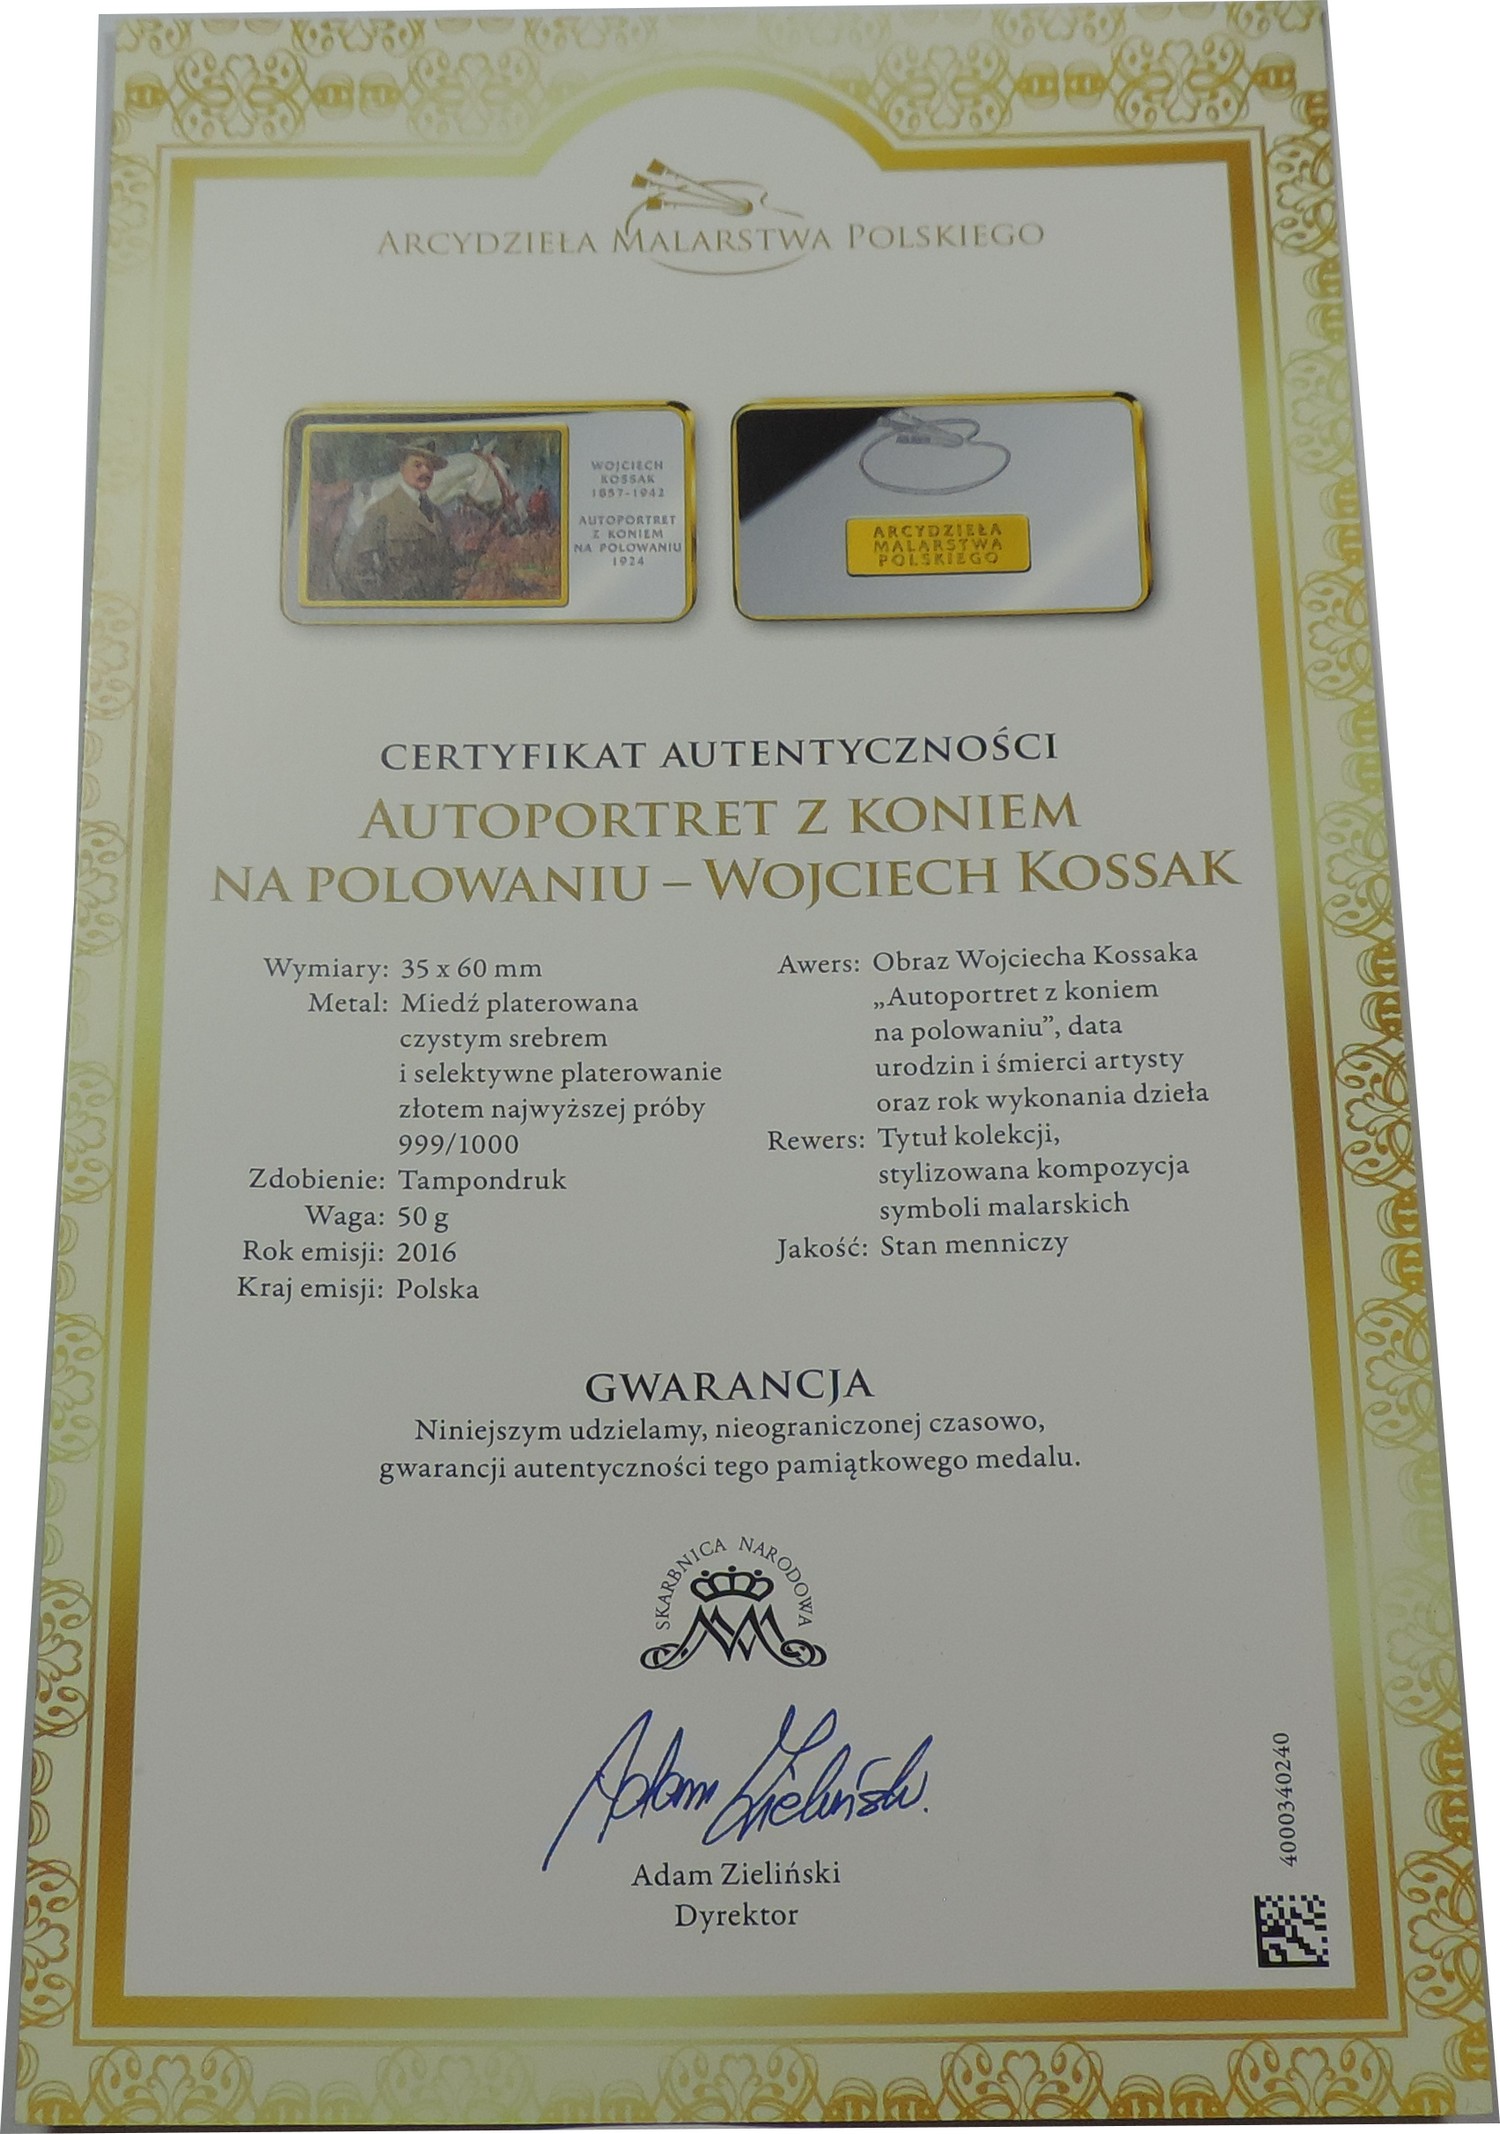 ARCYDZIEŁA MALARSTWA POLSKIEGO
WOJCIECH
KOSSAK
1857-1942
AUTOPORTRET
Z KONIEM
NA POLOWANIU
1924
ARCYDZIEŁA
MALARSTWA
POLSKIEGO
CERTYFIKAT AUTENTYCZNOŚCI
AUTOPORTRET Z KONIEM
NA POLOWANIU – WOJCIECH KOSSAK
Wymiary: 35 x 60 mm
Metal: Miedź platerowana
czystym srebrem
i selektywne platerowanie
złotem najwyższej próby
999/1000
Zdobienie: Tampondruk
Waga: 50 g
Rok emisji: 2016
Kraj emisji: Polska
Awers: Obraz Wojciecha Kossaka
„Autoportret z koniem
na polowaniu”, data
urodzin i śmierci artysty
oraz rok wykonania dzieła
Rewers: Tytuł kolekcji,
stylizowana kompozycja
symboli malarskich
Jakość: Stan menniczy
GWARANCJA
Niniejszym udzielamy, nieograniczonej czasowo,
gwarancji autentyczności tego pamiątkowego medalu.
SKARBNICA NARODOWA
Adam Zieliński
Adam Zieliński
Dyrektor
4000340240